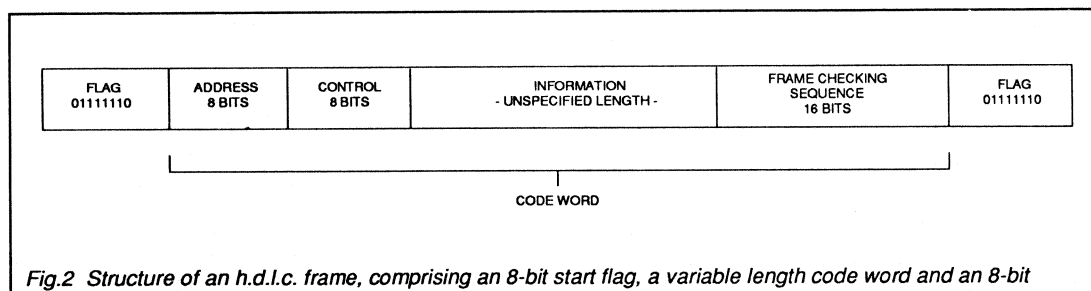 FLAG
01111110
ADDRESS
8 BITS
CONTROL
8 BITS
INFORMATION
- UNSPECIFIED LENGTH -
FRAME CHECKING
SEQUENCE
16 BITS
FLAG
01111110
CODE WORD
Fig.2 Structure of an h.d.l.c. frame, comprising an 8-bit start flag, a variable length code word and an 8-bit